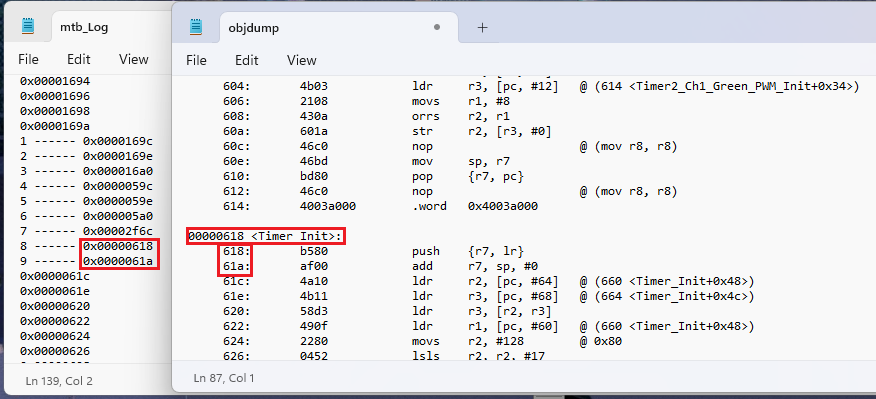 mtb_Log
File Edit View
0x00001694
0x00001696
0x00001698
0x0000169a
1 ------ 0x0000169c
2 ------ 0x0000169e
3 ------ 0x000016a0
4 ------ 0x0000059c
5 ------ 0x0000059e
6 ------ 0x000005a0
7 ------ 0x00002f6c
8 ------ 0x00000618
9 ------ 0x0000061a
0x0000061c
0x0000061e
0x00000620
0x00000622
0x00000624
0x00000626
Ln 139, Col 2
objdump
File Edit View
604: 4b03 ldr r3, [pc, #12] @ (614 <Timer2_Ch1_Green_PWM_Init+0x34>)
606: 2108 movs r1, #8
608: 430a orrs r2, r1
60a: 601a str r2, [r3, #0]
60c: 46c0 nop @ (mov r8, r8)
60e: 46bd mov sp, r7
610: bd80 pop {r7, pc}
612: 46c0 nop @ (mov r8, r8)
614: 4003a000 .word 0x4003a000
00000618 <Timer_Init>:
618: b580 push {r7, lr}
61a: af00 add r7, sp, #0
61c: 4a10 ldr r2, [pc, #64] @ (660 <Timer_Init+0x48>)
61e: 4b11 ldr r3, [pc, #68] @ (664 <Timer_Init+0x4c>)
620: 58d3 ldr r3, [r2, r3]
622: 490f ldr r1, [pc, #60] @ (660 <Timer_Init+0x48>)
624: 2280 movs r2, #128 @ 0x80
626: 0452 lsls r2, r2, #17
Ln 87, Col 1